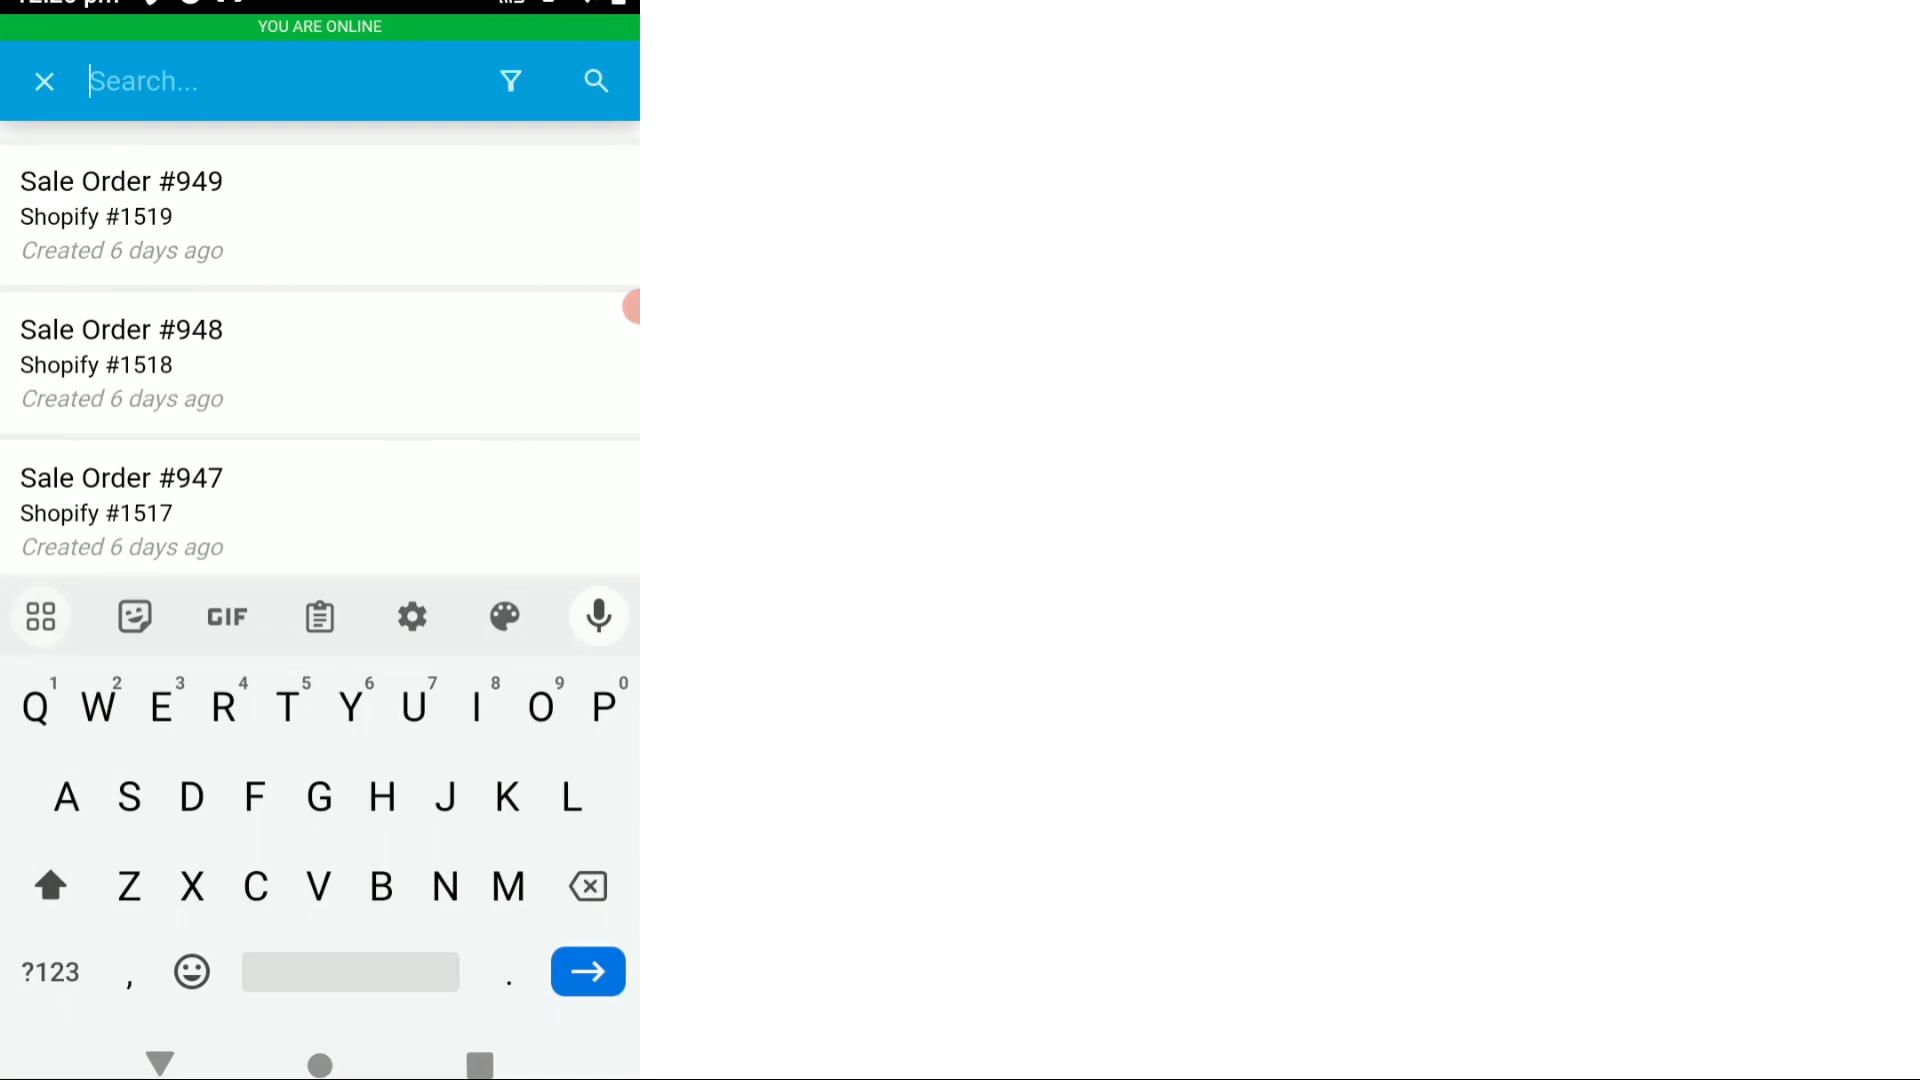 YOU ARE ONLINE
Search...
Sale Order #949
Shopify #1519
Created 6 days ago
Sale Order #948
Shopify #1518
Created 6 days ago
Sale Order #947
Shopify #1517
Created 6 days ago
GIF
1 2 3 4 5 6 7 8 9 0
Q W E R T Y U I O P
A S D F G H J K L
Z X C V B N M
?123 , .